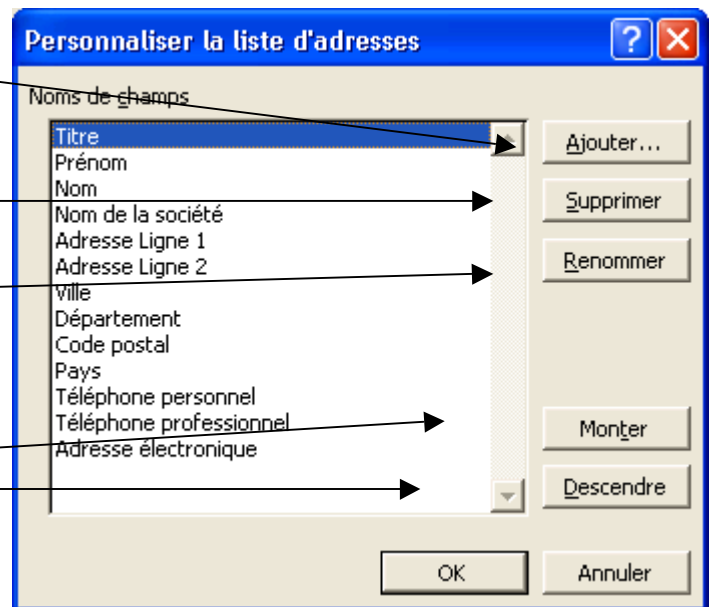 Personnaliser la liste d'adresses
Noms de champs
Titre
Prénom
Nom
Nom de la société
Adresse Ligne 1
Adresse Ligne 2
Ville
Département
Code postal
Pays
Téléphone personnel
Téléphone professionnel
Adresse électronique
Ajouter...
Supprimer
Renommer
Monter
Descendre
OK
Annuler